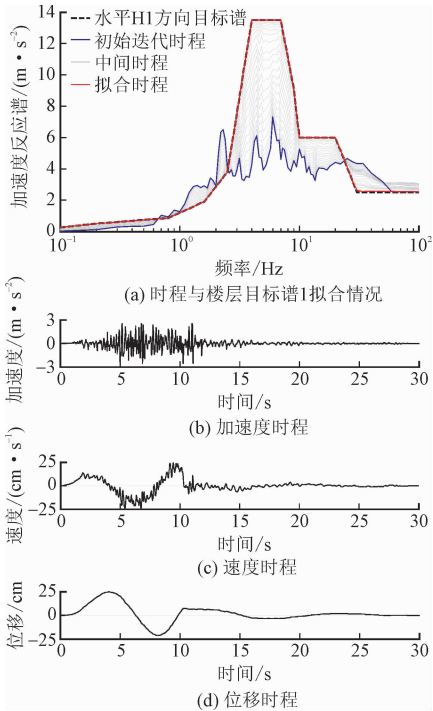 加速度反应谱/(m·s⁻²)
14
12
10
8
6
4
2
0
水平H1方向目标谱
初始迭代时程
中间时程
拟合时程
10⁻¹ 10⁰ 10¹ 10²
频率/Hz
(a) 时程与楼层目标谱1拟合情况
加速度/(m·s⁻²)
3
0
−3
0 5 10 15 20 25 30
时间/s
(b) 加速度时程
速度/(cm·s⁻¹)
25
0
−25
0 5 10 15 20 25 30
时间/s
(c) 速度时程
位移/cm
25
0
25
0 5 10 15 20 25 30
时间/s
(d) 位移时程